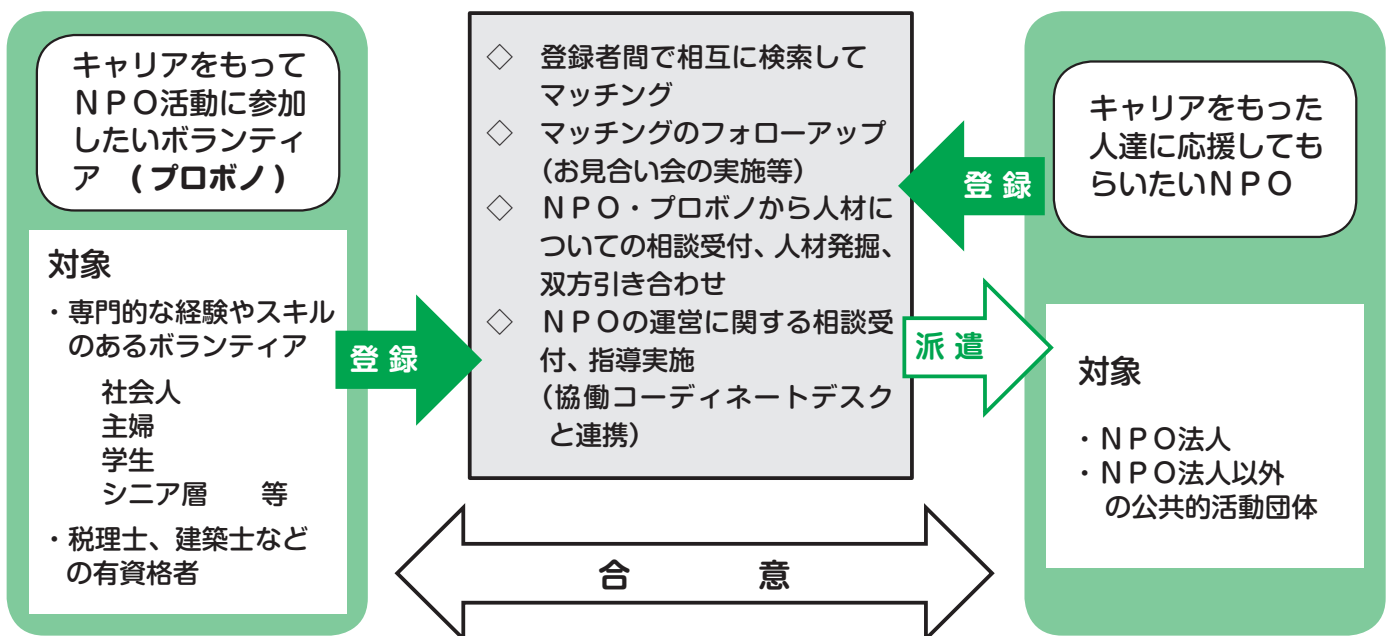 キャリアをもって
ＮＰＯ活動に参加
したいボランティ
ア　(プロボノ)
対象
・専門的な経験やスキル
のあるボランティア
社会人
主婦
学生
シニア層　　等
・税理士、建築士など
の有資格者
登録
◇　登録者間で相互に検索して
マッチング
◇　マッチングのフォローアップ
（お見合い会の実施等）
◇　ＮＰＯ・プロボノから人材に
ついての相談受付、人材発掘、
双方引き合わせ
◇　ＮＰＯの運営に関する相談受
付、指導実施
（協働コーディネートデスク
と連携）
登録
派遣
キャリアをもった
人達に応援しても
らいたいＮＰＯ
対象
・ＮＰＯ法人
・ＮＰＯ法人以外
の公共的活動団体
合　　　意